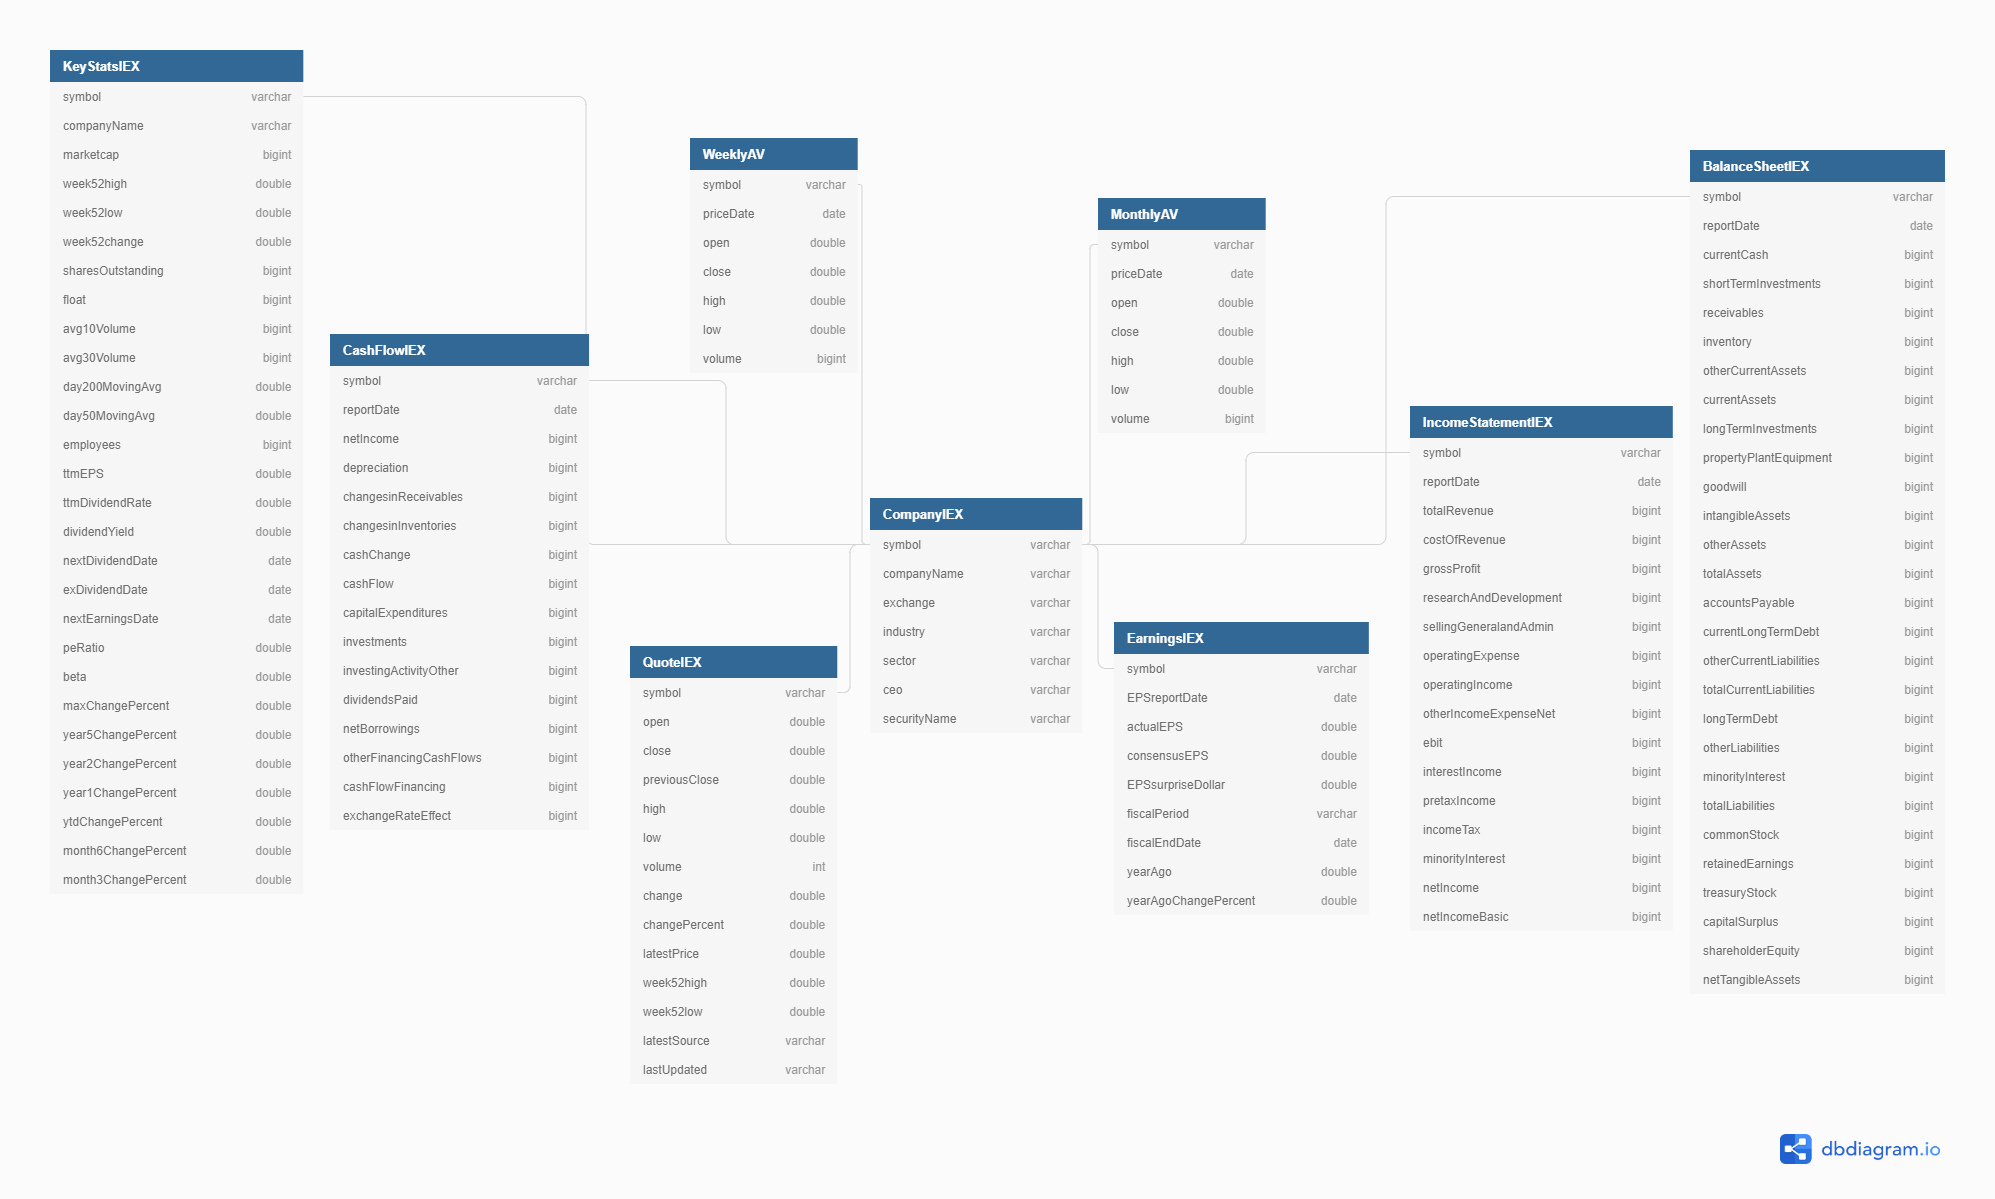 KeyStatsIEX
symbol varchar
companyName varchar
marketcap bigint
week52high double
week52low double
week52change double
sharesOutstanding bigint
float bigint
avg10Volume bigint
avg30Volume bigint
day200MovingAvg double
day50MovingAvg double
employees bigint
ttmEPS double
ttmDividendRate double
dividendYield double
nextDividendDate date
exDividendDate date
nextEarningsDate date
peRatio double
beta double
maxChangePercent double
year5ChangePercent double
year2ChangePercent double
year1ChangePercent double
ytdChangePercent double
month6ChangePercent double
month3ChangePercent double
CashFlowIEX
symbol varchar
reportDate date
netIncome bigint
depreciation bigint
changesinReceivables bigint
changesinInventories bigint
cashChange bigint
cashFlow bigint
capitalExpenditures bigint
investments bigint
investingActivityOther bigint
dividendsPaid bigint
netBorrowings bigint
otherFinancingCashFlows bigint
cashFlowFinancing bigint
exchangeRateEffect bigint
WeeklyAV
symbol varchar
priceDate date
open double
close double
high double
low double
volume bigint
QuoteIEX
symbol varchar
open double
close double
previousClose double
high double
low double
volume int
change double
changePercent double
latestPrice double
week52high double
week52low double
latestSource varchar
lastUpdated varchar
CompanyIEX
symbol varchar
companyName varchar
exchange varchar
industry varchar
sector varchar
ceo varchar
securityName varchar
MonthlyAV
symbol varchar
priceDate date
open double
close double
high double
low double
volume bigint
EarningsIEX
symbol varchar
EPSreportDate date
actualEPS double
consensusEPS double
EPSsurpriseDollar double
fiscalPeriod varchar
fiscalEndDate date
yearAgo double
yearAgoChangePercent double
IncomeStatementIEX
symbol varchar
reportDate date
totalRevenue bigint
costOfRevenue bigint
grossProfit bigint
researchAndDevelopment bigint
sellingGeneralandAdmin bigint
operatingExpense bigint
operatingIncome bigint
otherIncomeExpenseNet bigint
ebit bigint
interestIncome bigint
pretaxIncome bigint
incomeTax bigint
minorityInterest bigint
netIncome bigint
netIncomeBasic bigint
BalanceSheetIEX
symbol varchar
reportDate date
currentCash bigint
shortTermInvestments bigint
receivables bigint
inventory bigint
otherCurrentAssets bigint
currentAssets bigint
longTermInvestments bigint
propertyPlantEquipment bigint
goodwill bigint
intangibleAssets bigint
otherAssets bigint
totalAssets bigint
accountsPayable bigint
currentLongTermDebt bigint
otherCurrentLiabilities bigint
totalCurrentLiabilities bigint
longTermDebt bigint
otherLiabilities bigint
minorityInterest bigint
totalLiabilities bigint
commonStock bigint
retainedEarnings bigint
treasuryStock bigint
capitalSurplus bigint
shareholderEquity bigint
netTangibleAssets bigint
dbdiagram.io